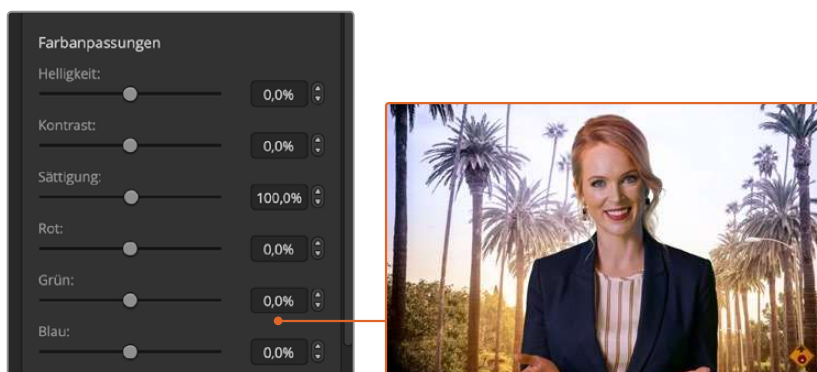 Farbanpassungen
Helligkeit:
0,0%
Kontrast:
0,0%
Sättigung:
100,0%
Rot:
0,0%
Grün:
0,0%
Blau:
0,0%